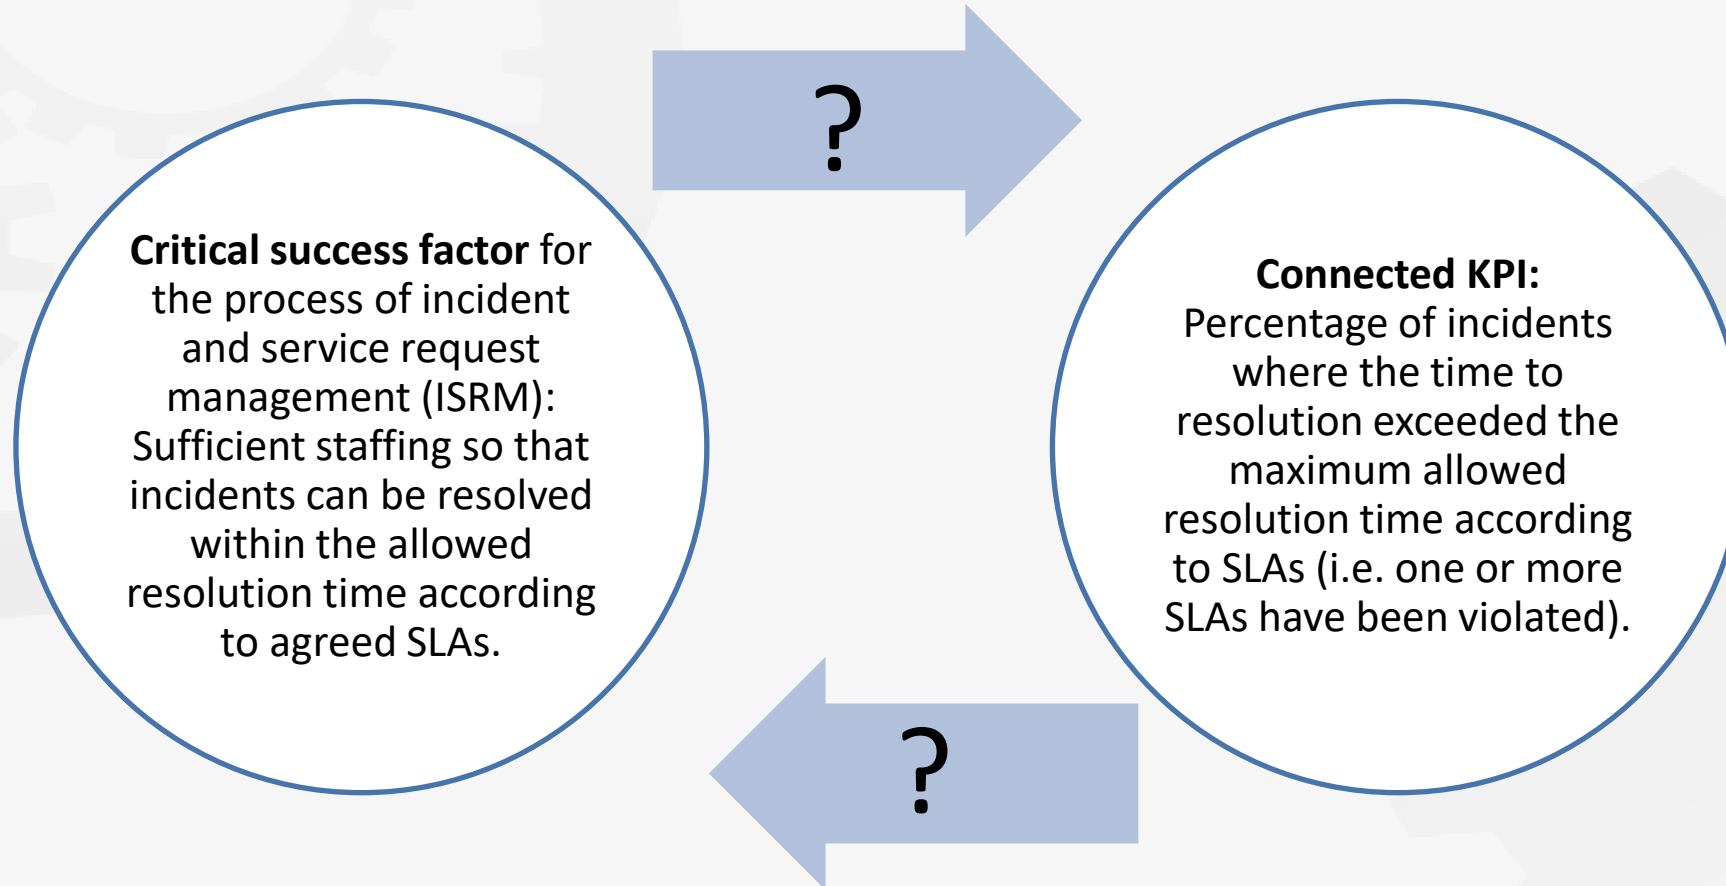 ?
Critical success factor for
the process of incident
and service request
management (ISRM):
Sufficient staffing so that
incidents can be resolved
within the allowed
resolution time according
to agreed SLAs.
Connected KPI:
Percentage of incidents
where the time to
resolution exceeded the
maximum allowed
resolution time according
to SLAs (i.e. one or more
SLAs have been violated).
?